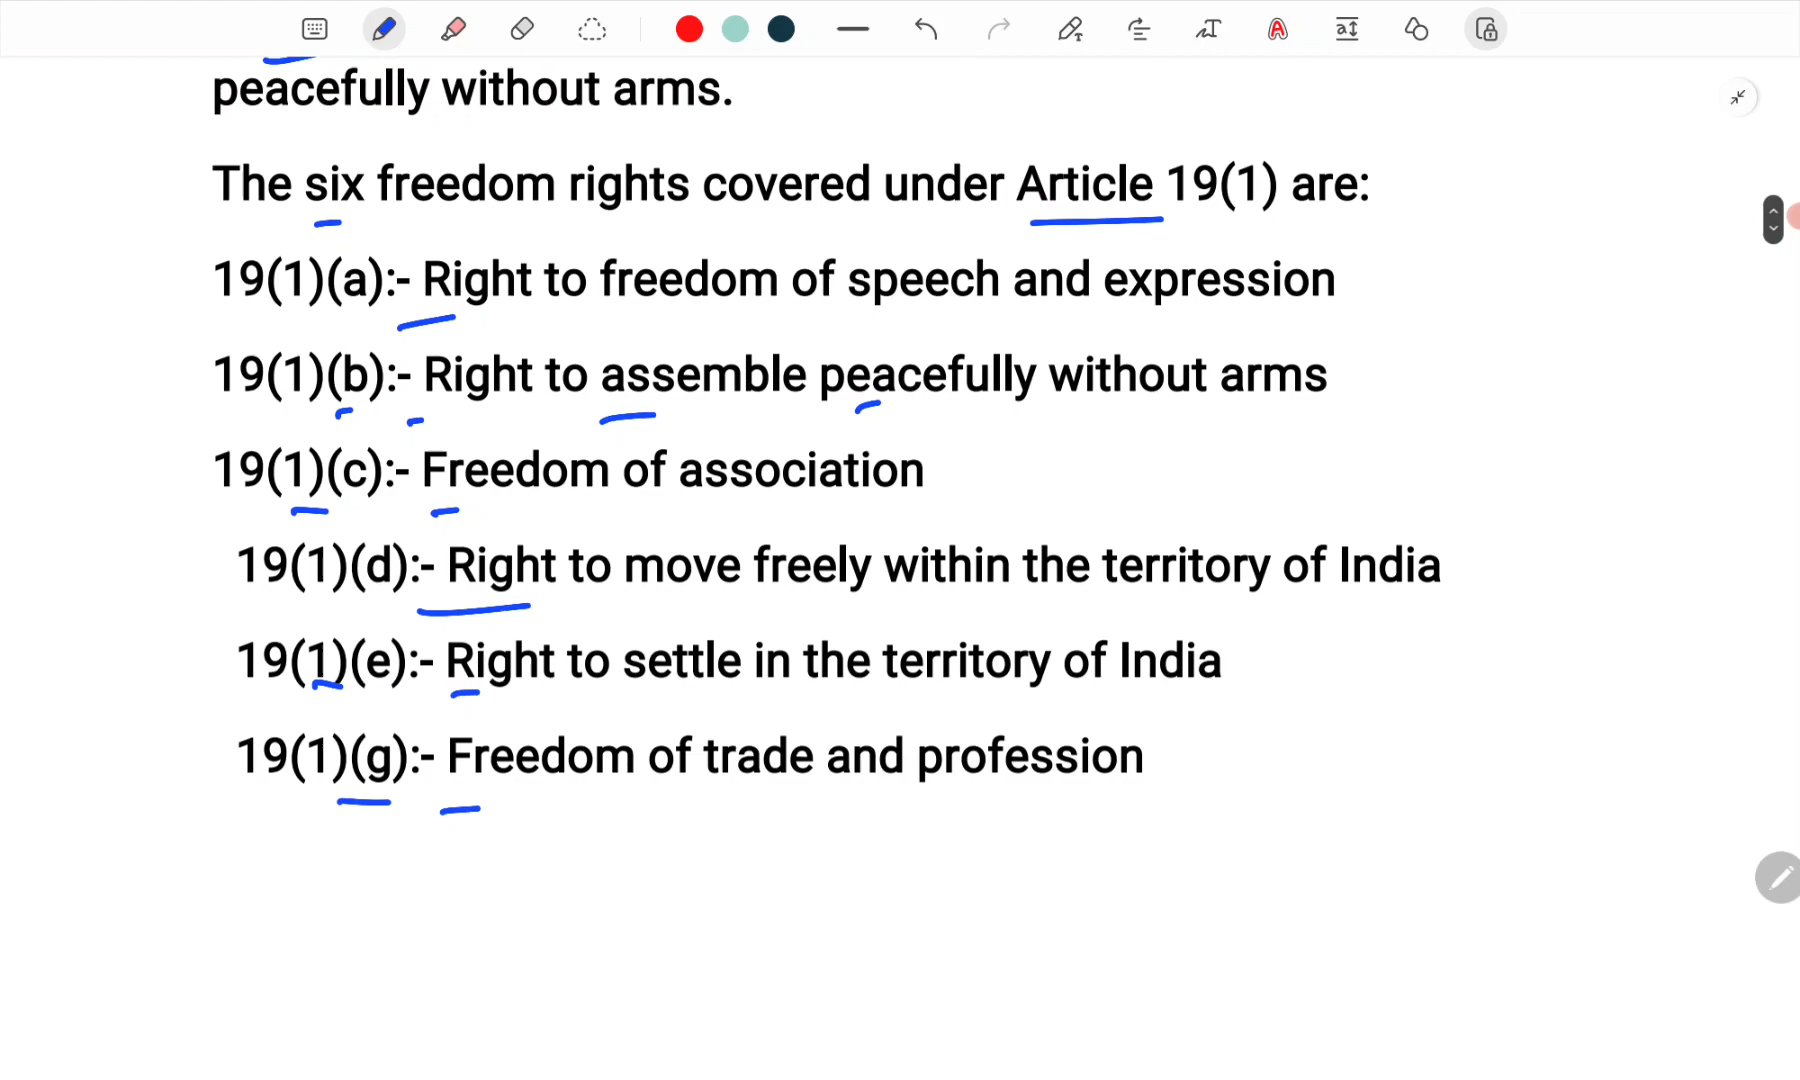 peacefully without arms.
The six freedom rights covered under Article 19(1) are:
19(1)(a):- Right to freedom of speech and expression
19(1)(b):- Right to assemble peacefully without arms
19(1)(c):- Freedom of association
19(1)(d):- Right to move freely within the territory of India
19(1)(e):- Right to settle in the territory of India
19(1)(g):- Freedom of trade and profession